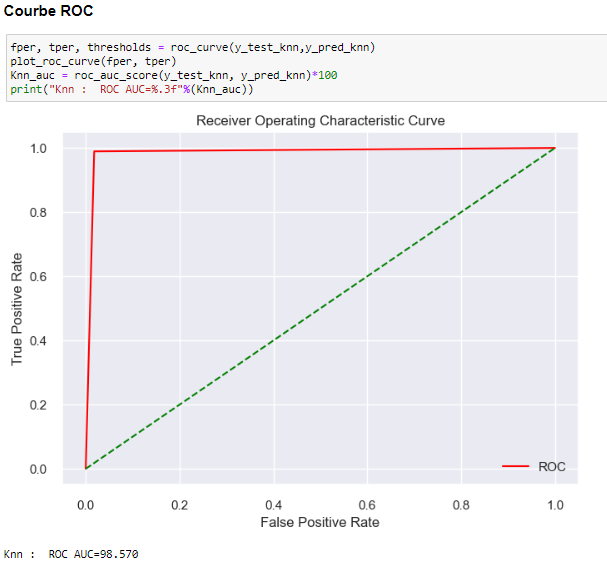 Courbe ROC
fper, tper, thresholds = roc_curve(y_test_knn,y_pred_knn)
plot_roc_curve(fper, tper)
Knn_auc = roc_auc_score(y_test_knn, y_pred_knn)*100
print("Knn :  ROC AUC=%.3f"%(Knn_auc))
Receiver Operating Characteristic Curve
1.0
0.8
0.6
0.4
0.2
0.0
True Positive Rate
ROC
0.0 0.2 0.4 0.6 0.8 1.0
False Positive Rate
Knn :  ROC AUC=98.570